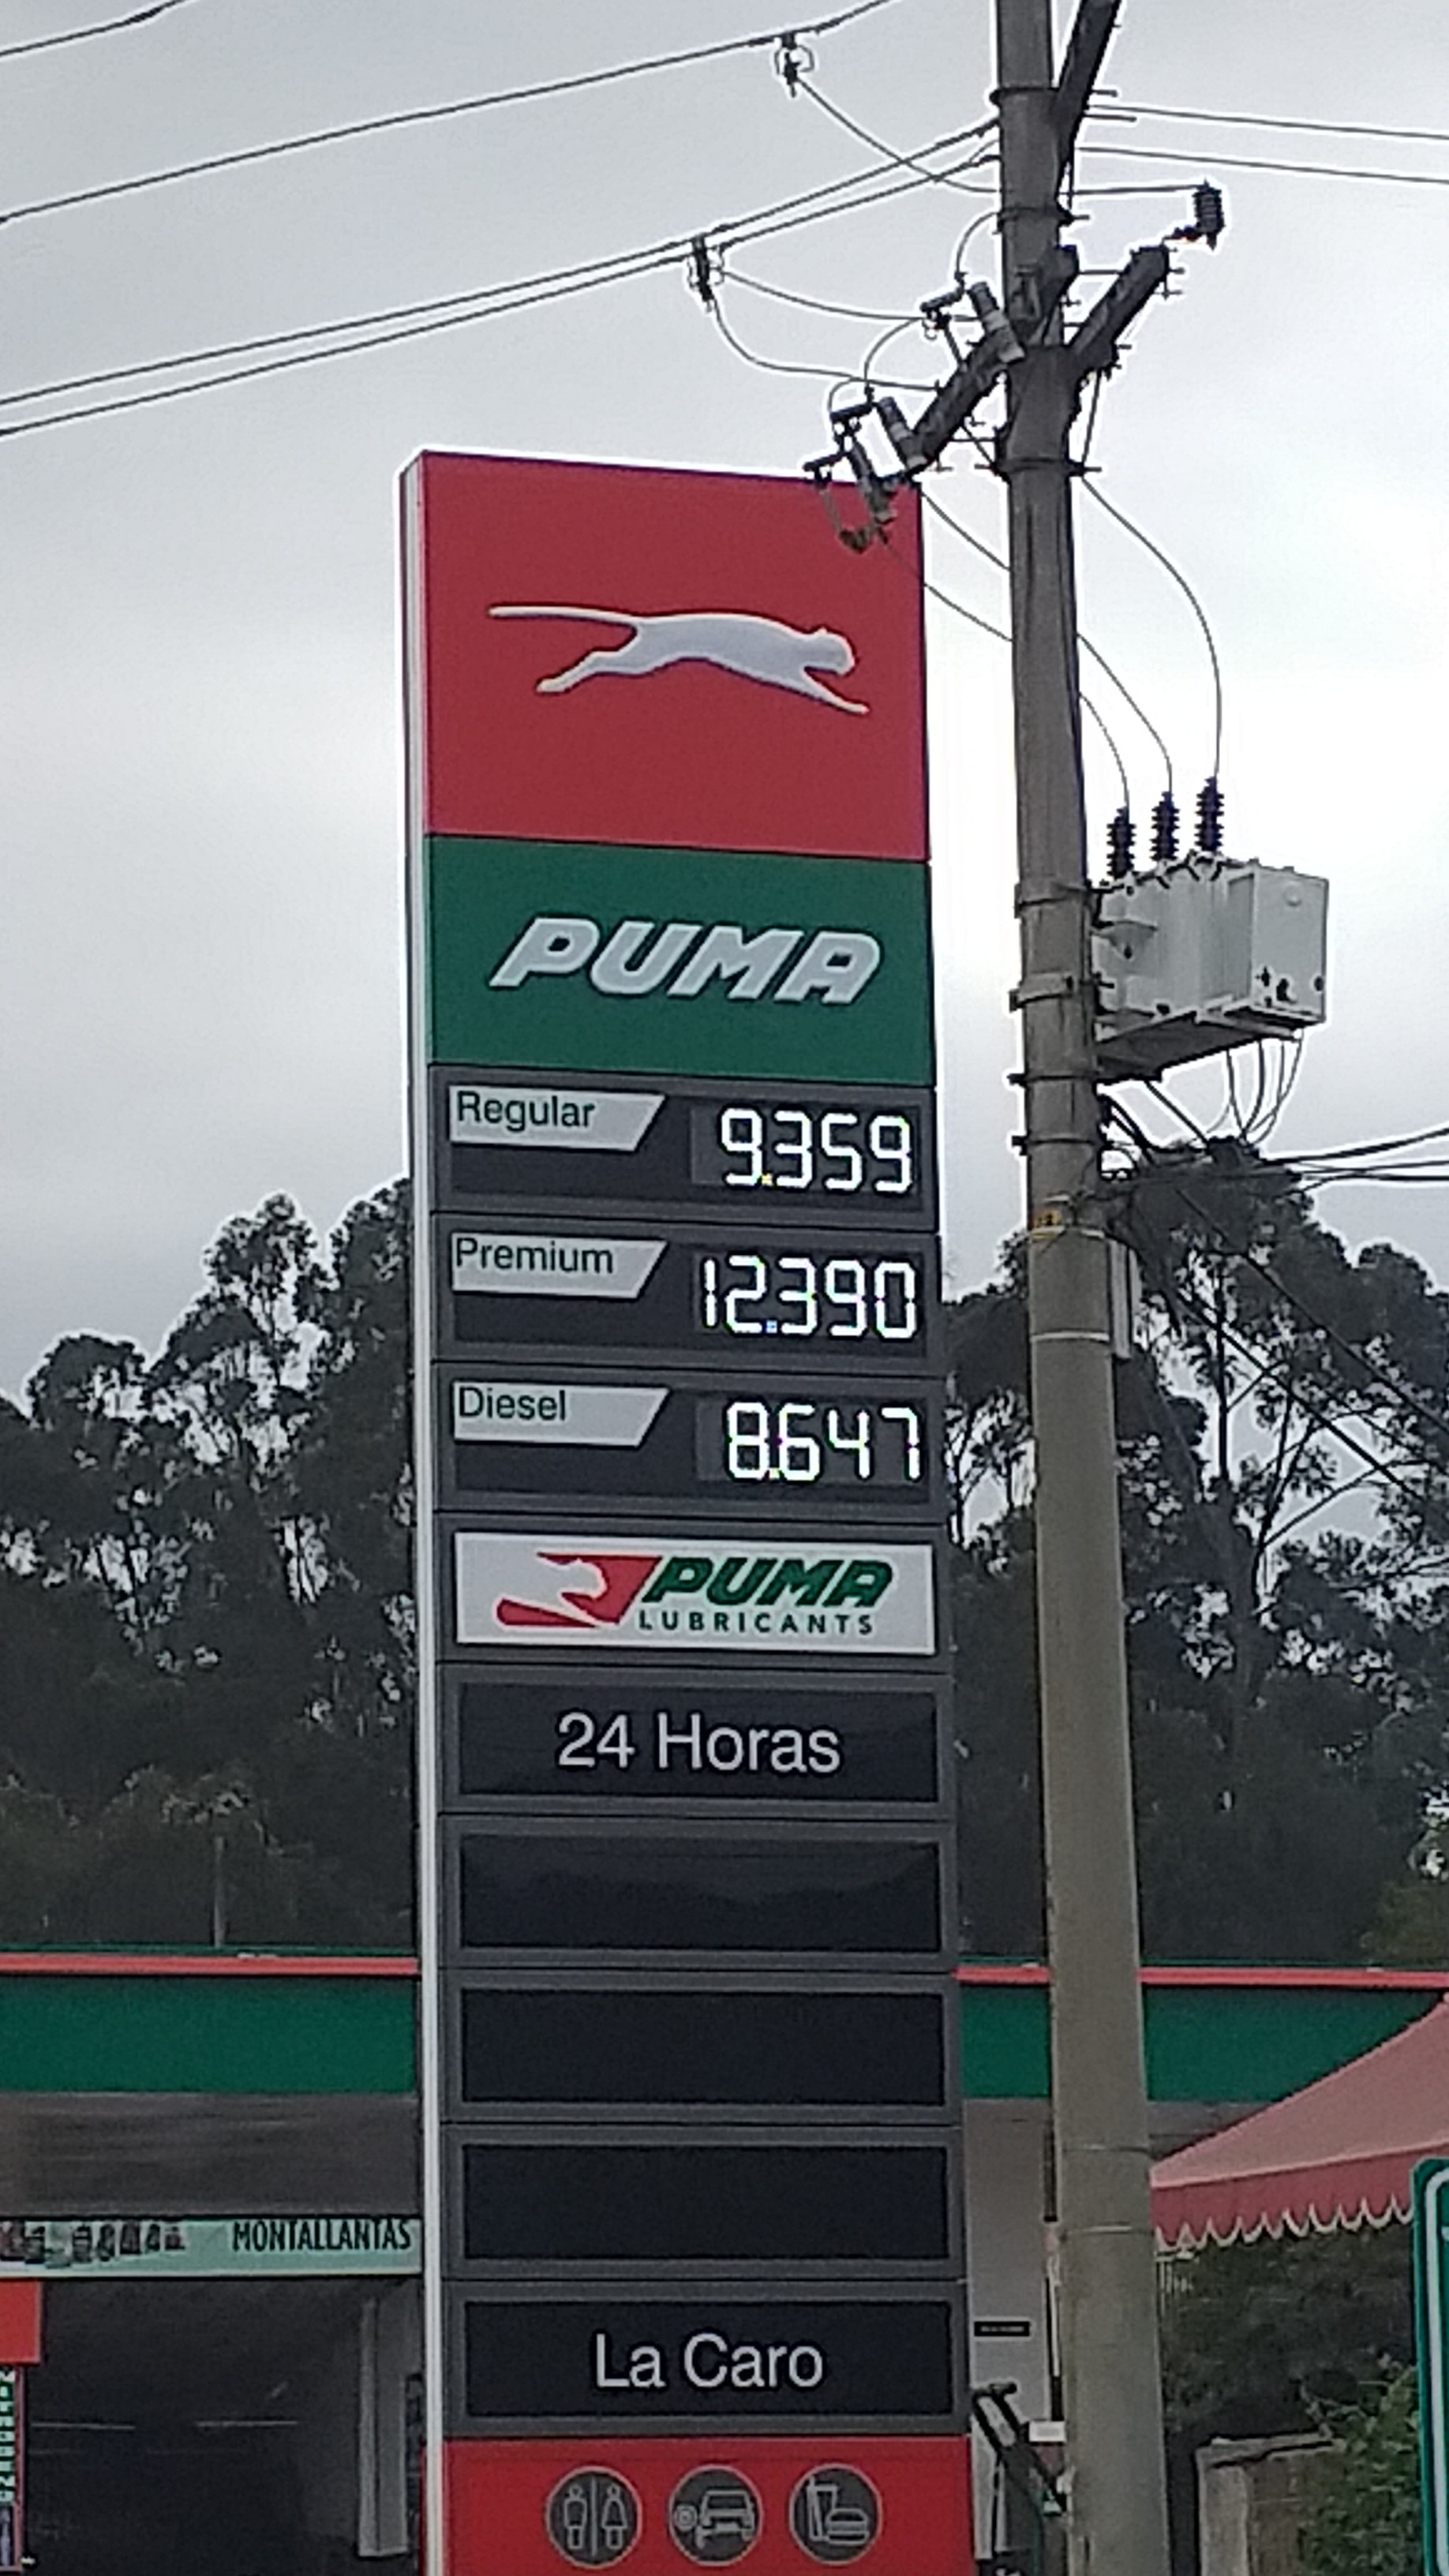 PUMA
Regular 9.359
Premium 12.390
Diesel 8.647
PUMA
LUBRICANTS
24 Horas
MONTALLANTAS
La Caro